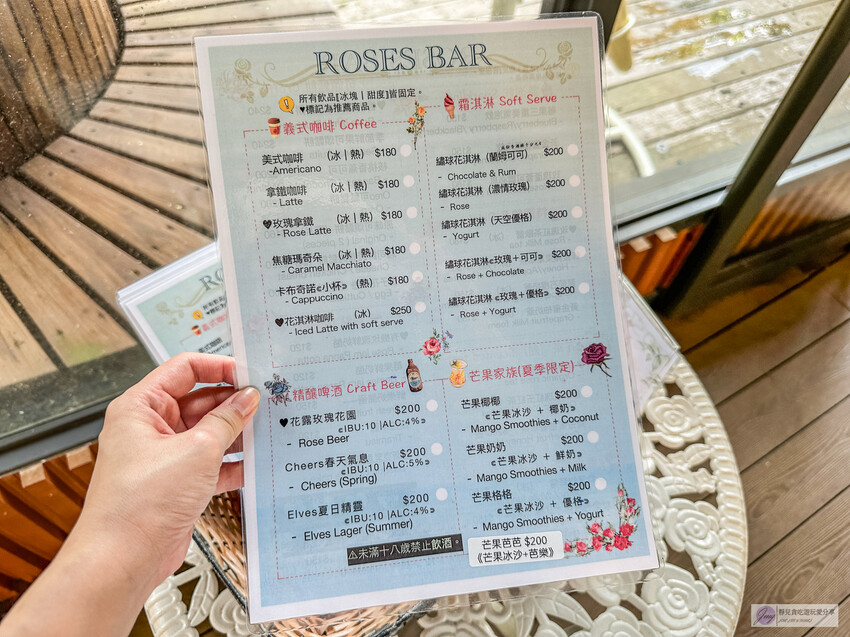 ROSES BAR
所有飲品〖冰塊 | 甜度〗皆固定。
♥標記為推薦商品。
義式咖啡 Coffee
美式咖啡 （冰 | 熱） $180
-Americano
拿鐵咖啡 （冰 | 熱） $180
- Latte
♥玫瑰拿鐵 （冰 | 熱） $180
- Rose Latte
焦糖瑪奇朵 （冰 | 熱） $180
- Caramel Macchiato
卡布奇諾⪡小杯⪢ （熱） $180
- Cappuccino
♥花淇淋咖啡 （冰） $250
- Iced Latte with soft serve
霜淇淋 Soft Serve
繡球花淇淋（蘭姆可可） $200
- Chocolate & Rum
繡球花淇淋（濃情玫瑰） $200
- Rose
繡球花淇淋（天空優格） $200
- Yogurt
繡球花淇淋⪡玫瑰＋可可⪢ $200
- Rose + Chocolate
繡球花淇淋⪡玫瑰＋優格⪢ $200
- Rose + Yogurt
精釀啤酒 Craft Beer
♥花露玫瑰花園 $200
⪡IBU:10 |ALC:4%⪢
- Rose Beer
Cheers春天氣息 $200
⪡IBU:10 |ALC:5%⪢
- Cheers (Spring)
Elves夏日精靈 $200
⪡IBU:10 |ALC:4%⪢
- Elves Lager (Summer)
⚠未滿十八歲禁止飲酒。
芒果家族(夏季限定)
芒果椰椰 $200
⪡芒果冰沙 ＋ 椰奶⪢
- Mango Smoothies + Coconut
芒果奶奶 $200
⪡芒果冰沙 ＋ 鮮奶⪢
- Mango Smoothies + Milk
芒果格格 $200
⪡芒果冰沙 ＋ 優格⪢
- Mango Smoothies + Yogurt
芒果芭芭 $200
《芒果冰沙+芭樂》
野兒貪吃遊玩愛分享